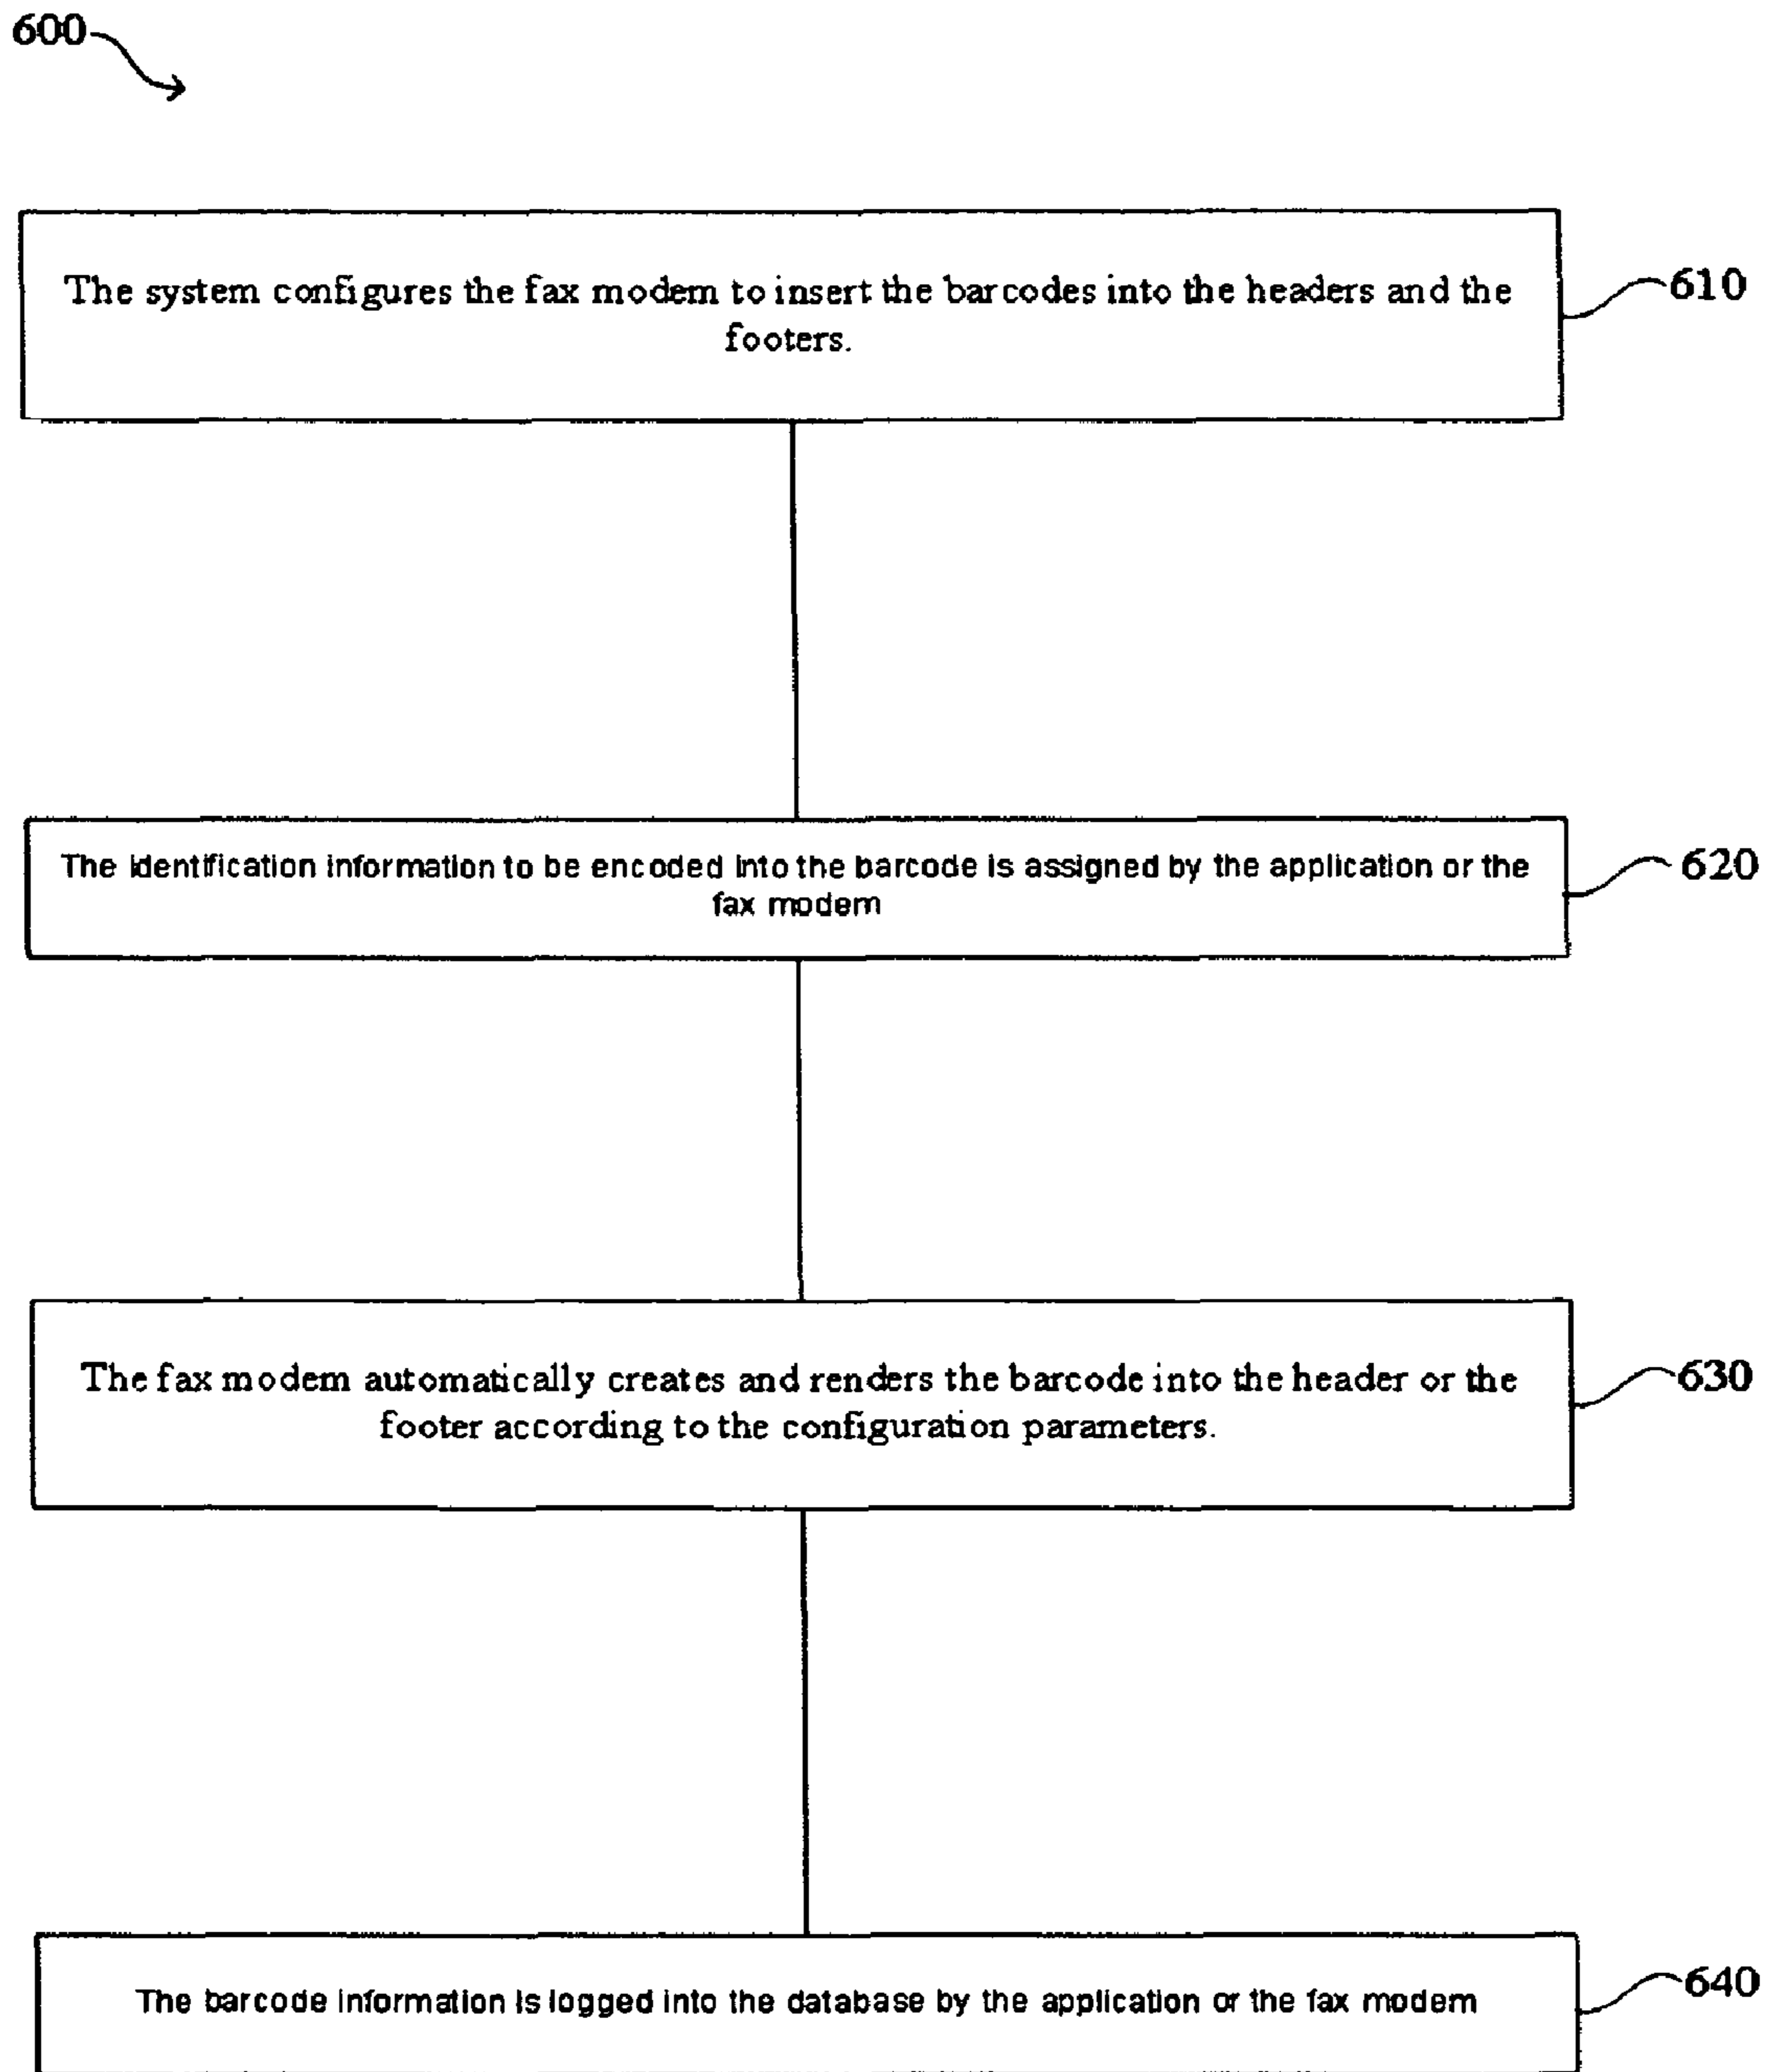 600
The system configures the fax modem to insert the barcodes into the headers and the
footers.
610
The identification information to be encoded into the barcode is assigned by the application or the
fax modem
620
The fax modem automatically creates and renders the barcode into the header or the
footer according to the configuration parameters.
630
The barcode information is logged into the database by the application or the fax modem
640